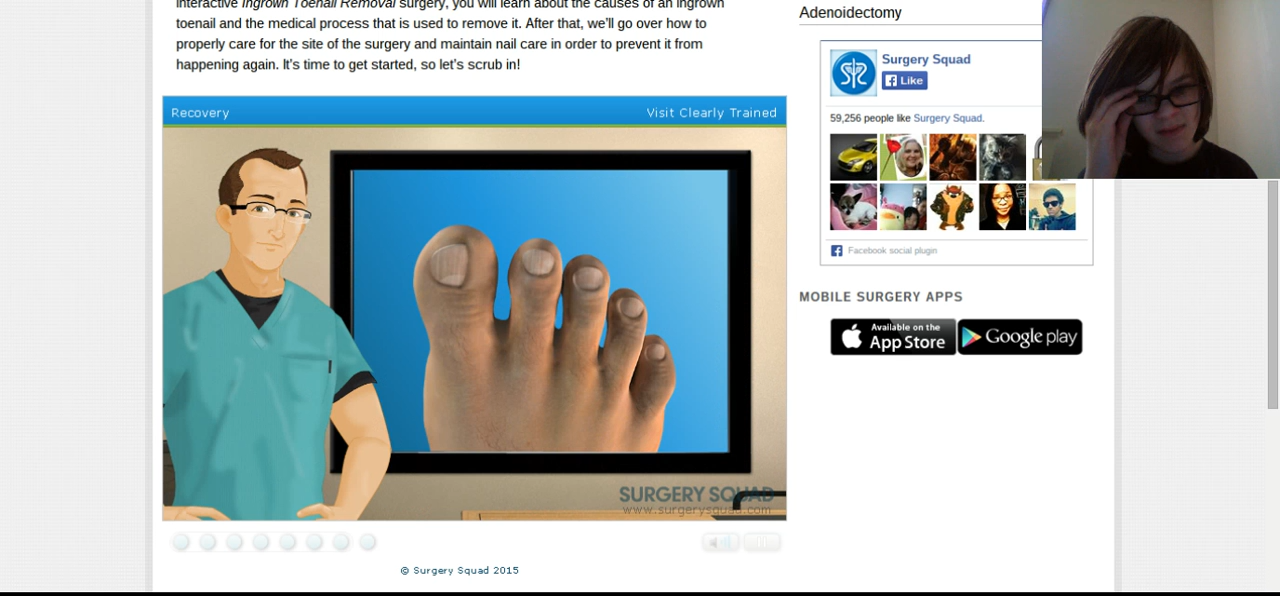 interactive Ingrown Toenail Removal surgery, you will learn about the causes of an ingrown
toenail and the medical process that is used to remove it. After that, we'll go over how to
properly care for the site of the surgery and maintain nail care in order to prevent it from
happening again. It's time to get started, so let's scrub in!
Recovery
Visit Clearly Trained
SURGERY SQUAD
www.surgerysquad.com
© Surgery Squad 2015
Adenoidectomy
Surgery Squad
Like
59,256 people like Surgery Squad.
Facebook social plugin
MOBILE SURGERY APPS
Available on the
App Store
Google play